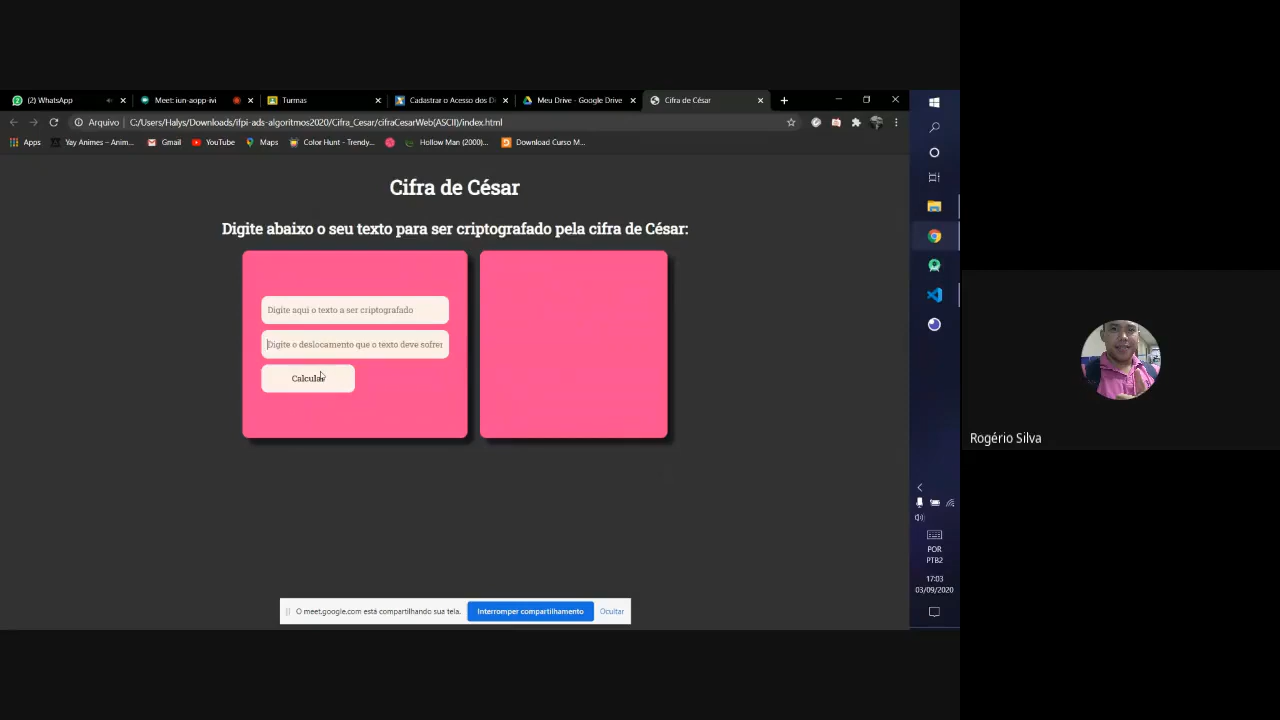 (2) WhatsApp
Meet: iun-aopp-ivi
Turmas
Cadastrar o Acesso dos D
Meu Drive - Google Drive
Cifra de César
Arquivo
C:/Users/Halys/Downloads/ifpi-ads-algoritmos2020/Cifra_Cesar/cifraCesarWeb(ASCII)/index.html
Apps
Yay Animes – Anim...
Gmail
YouTube
Maps
Color Hunt - Trendy...
Hollow Man (2000)...
Download Curso M...
Cifra de César
Digite abaixo o seu texto para ser criptografado pela cifra de César:
Digite aqui o texto a ser criptografado
Digite o deslocamento que o texto deve sofrer
Calcular
Rogério Silva
POR
PTB2
17:03
03/09/2020
O meet.google.com está compartilhando sua tela.
Interromper compartilhamento
Ocultar